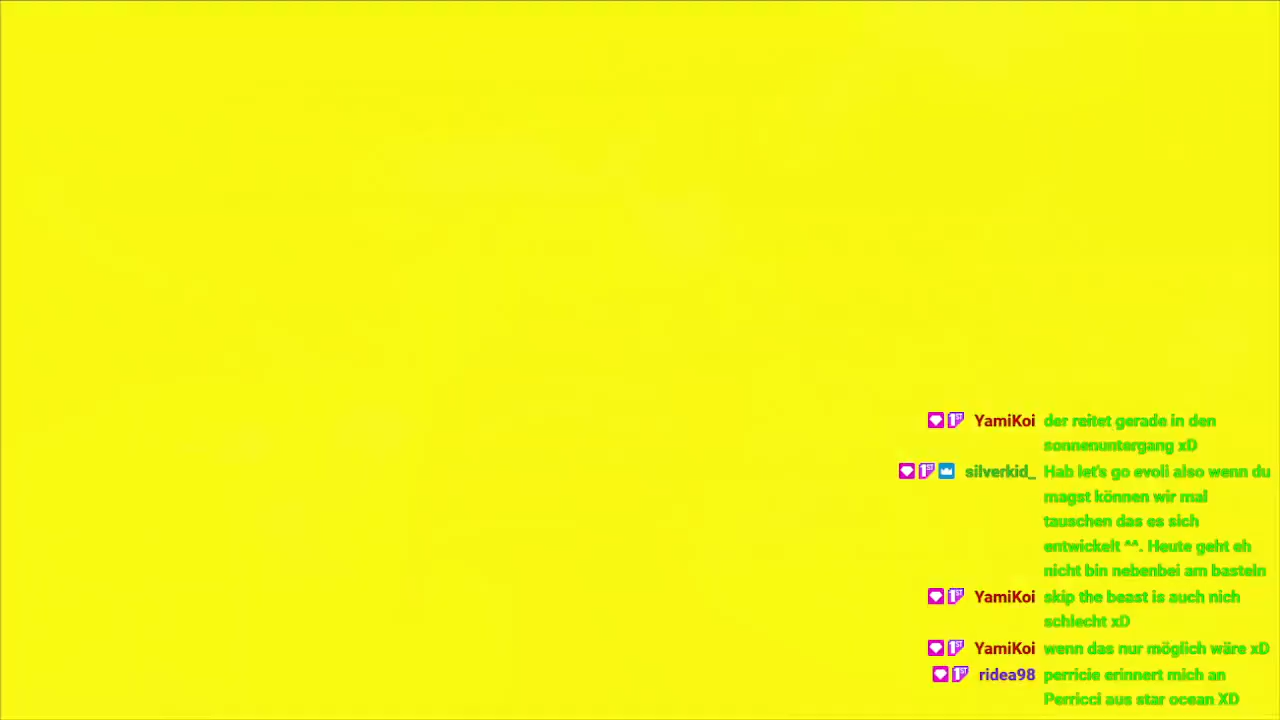 YamiKoi der reitet gerade in den
sonnenuntergang xD
silverkid_ Hab let's go evoli also wenn du
magst können wir mal
tauschen das es sich
entwickelt ^^. Heute geht eh
nicht bin nebenbei am basteln
YamiKoi skip the beast is auch nich
schlecht xD
YamiKoi wenn das nur möglich wäre xD
ridea98 perricie erinnert mich an
Perricci aus star ocean XD